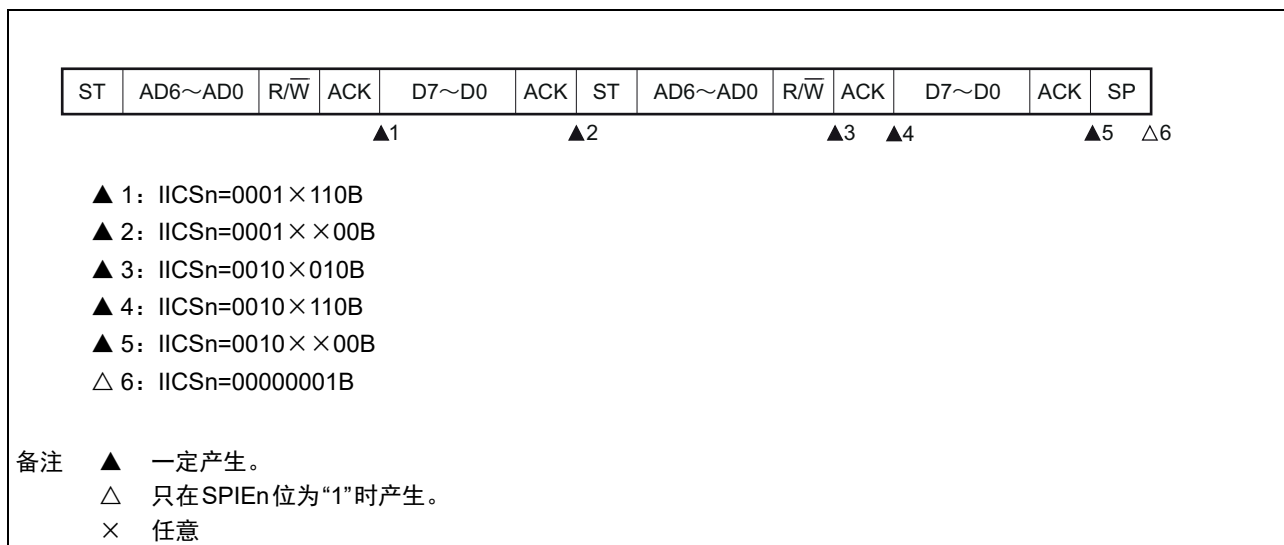 ST AD6～AD0 R/W̅ ACK D7～D0 ACK ST AD6～AD0 R/W̅ ACK D7～D0 ACK SP
▲1 ▲2 ▲3 ▲4 ▲5 △6
▲ 1：IICSn=0001×110B
▲ 2：IICSn=0001××00B
▲ 3：IICSn=0010×010B
▲ 4：IICSn=0010×110B
▲ 5：IICSn=0010××00B
△ 6：IICSn=00000001B
备注 ▲ 一定产生。
△ 只在SPIEn位为“1”时产生。
× 任意